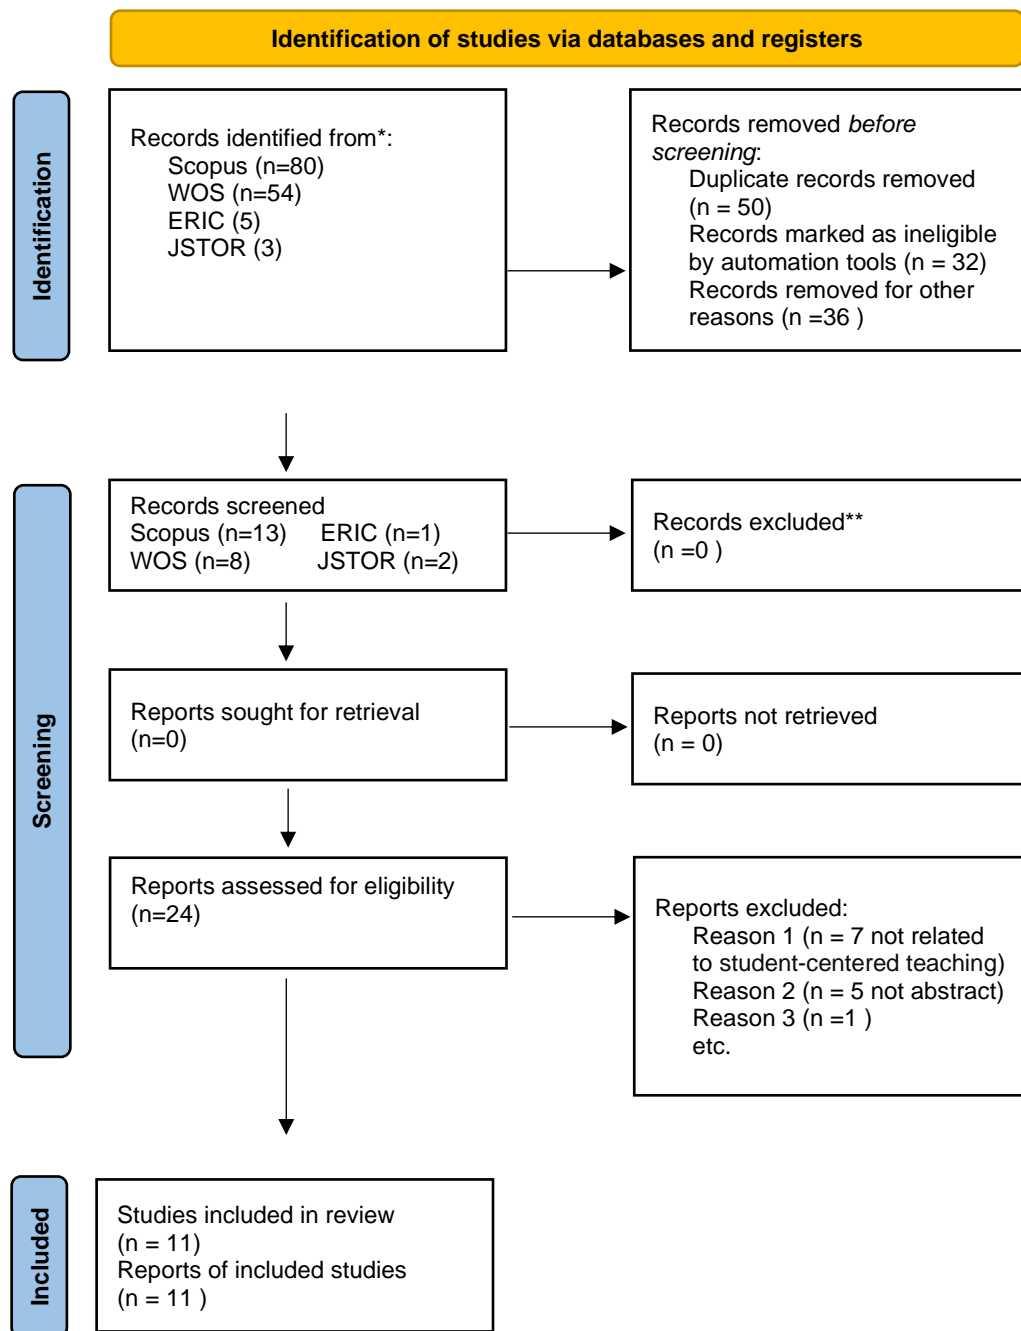 Identification of studies via databases and registers
Identification
Records identified from*:
Scopus (n=80)
WOS (n=54)
ERIC (5)
JSTOR (3)
Records removed before
screening:
Duplicate records removed
(n = 50)
Records marked as ineligible
by automation tools (n = 32)
Records removed for other
reasons (n =36 )
Screening
Records screened
Scopus (n=13) ERIC (n=1)
WOS (n=8) JSTOR (n=2)
Records excluded**
(n =0 )
Reports sought for retrieval
(n=0)
Reports not retrieved
(n = 0)
Reports assessed for eligibility
(n=24)
Reports excluded:
Reason 1 (n = 7 not related
to student-centered teaching)
Reason 2 (n = 5 not abstract)
Reason 3 (n =1 )
etc.
Included
Studies included in review
(n = 11)
Reports of included studies
(n = 11 )